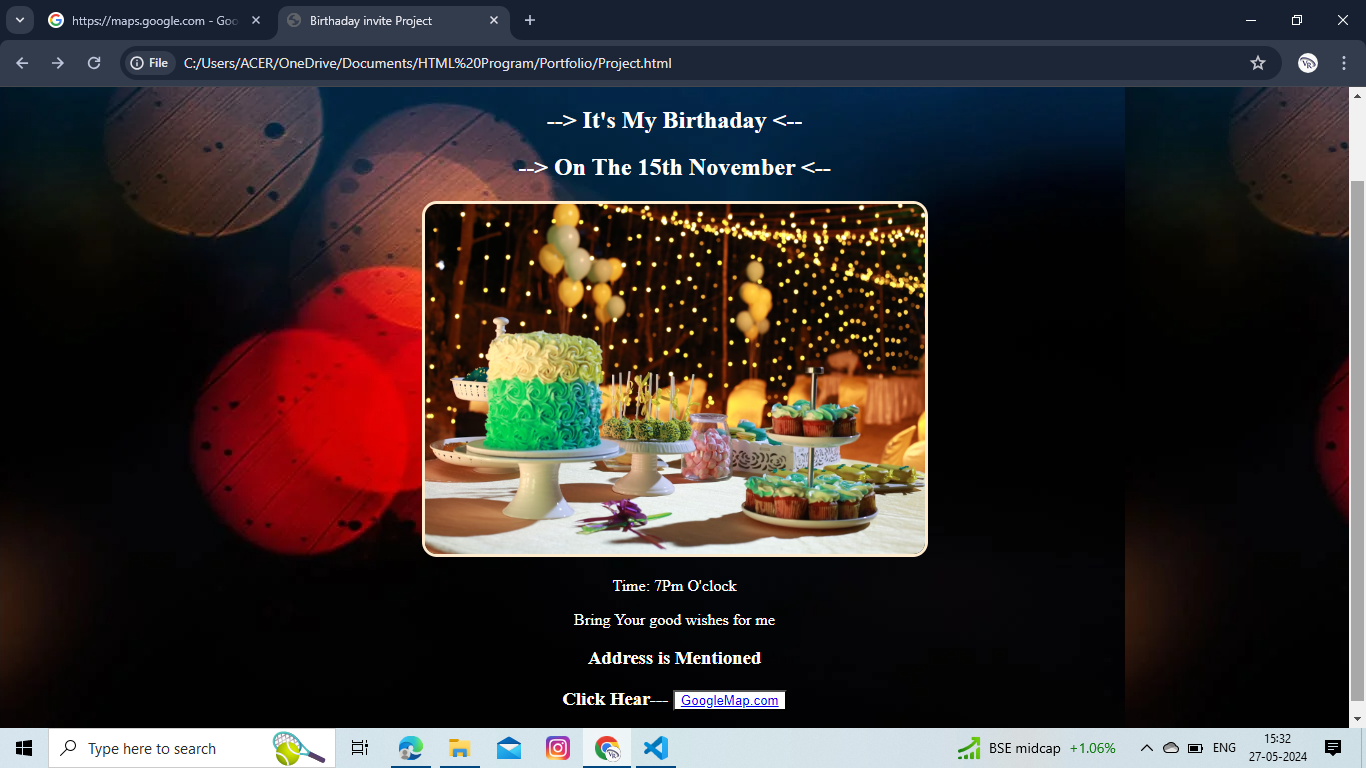 https://maps.google.com - Goo
Birthaday invite Project
File
C:/Users/ACER/OneDrive/Documents/HTML%20Program/Portfolio/Project.html
VR
--> It's My Birthaday <--
--> On The 15th November <--
Time: 7Pm O'clock
Bring Your good wishes for me
Address is Mentioned
Click Hear--- GoogleMap.com
Type here to search
BSE midcap +1.06%
ENG
15:32
27-05-2024